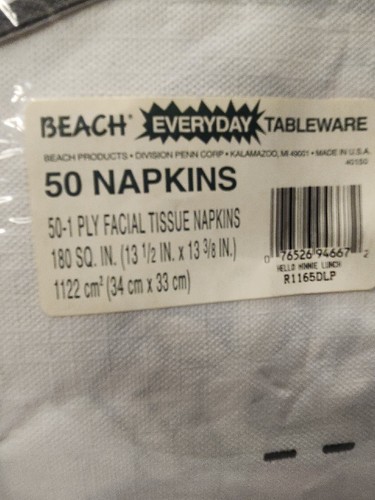 BEACH® EVERYDAY TABLEWARE
BEACH PRODUCTS • DIVISION PENN CORP • KALAMAZOO, MI 49001 • MADE IN U.S.A.
40150
50 NAPKINS
50-1 PLY FACIAL TISSUE NAPKINS
180 SQ. IN. (13 1/2 IN. x 13 3/8 IN.)
1122 cm² (34 cm x 33 cm)
0 76526 94667 2
HELLO MINNIE LUNCH
R1165DLP